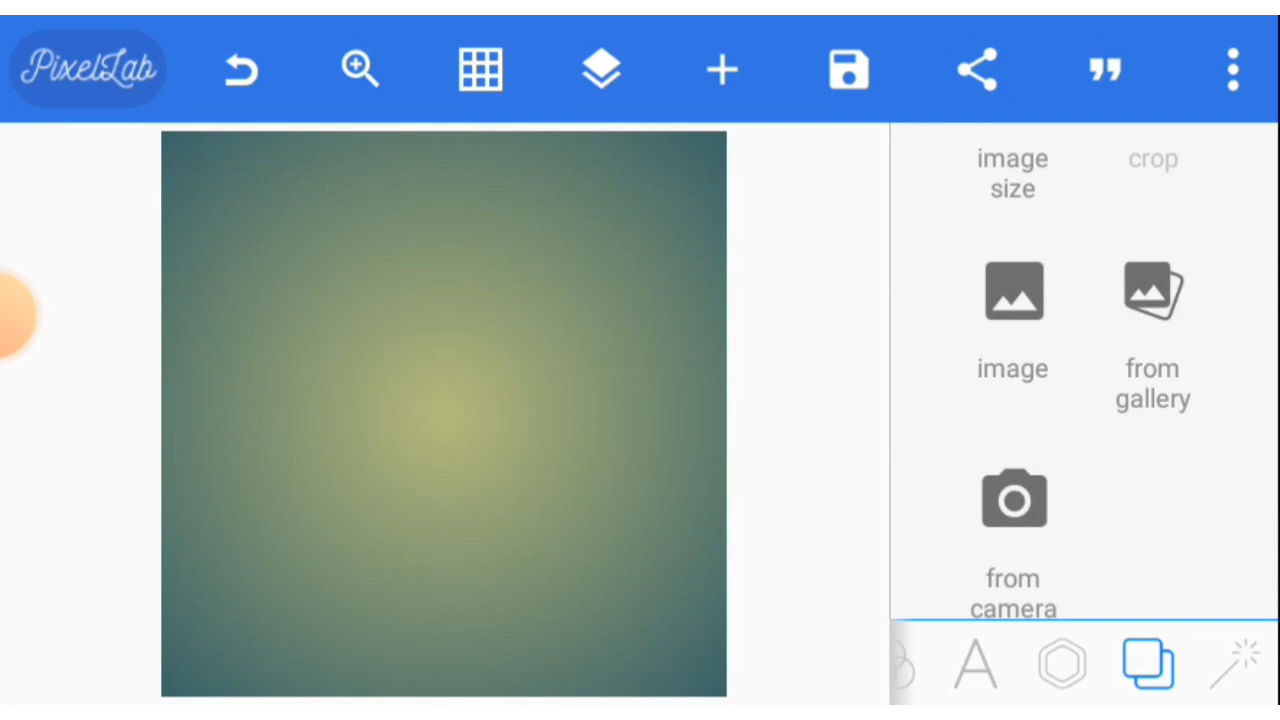 PixelLab
image
size
crop
image
from
gallery
from
camera